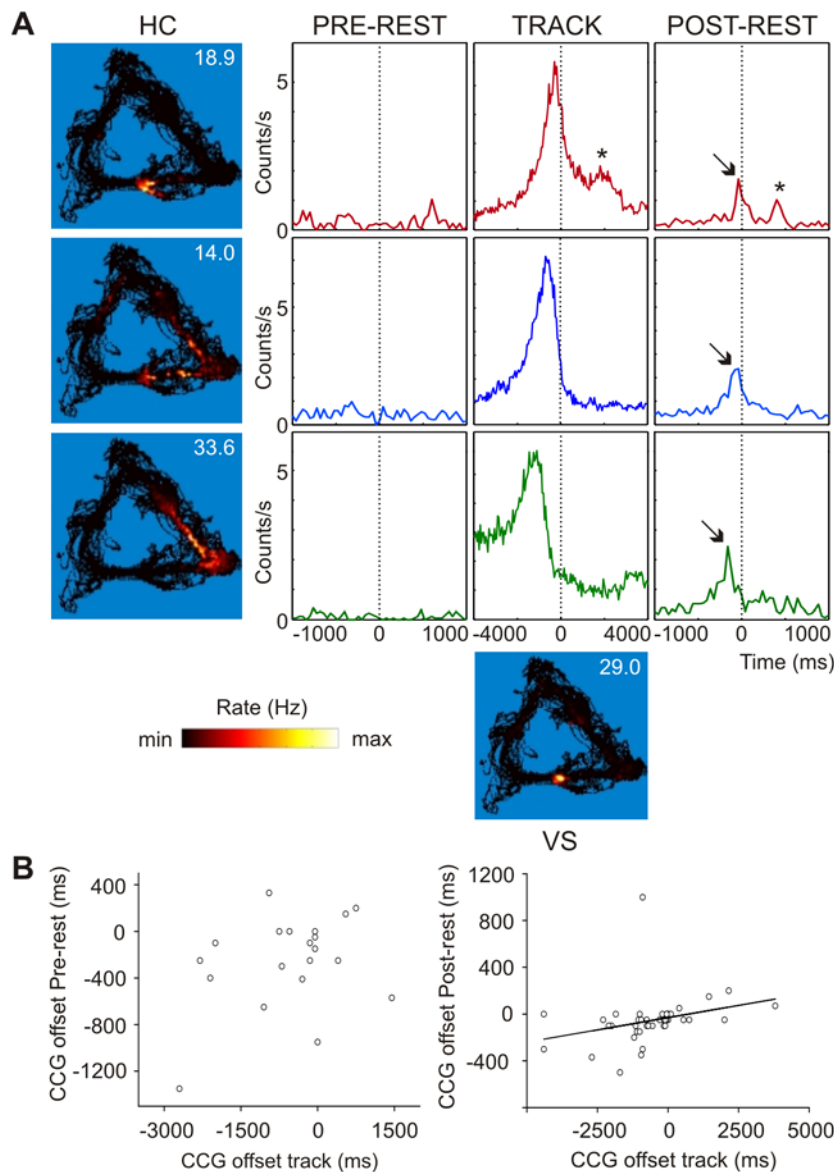 A
HC
PRE-REST
TRACK
POST-REST
18.9
5
0
Counts/s
*
*
14.0
5
0
Counts/s
33.6
5
0
Counts/s
-1000 0 1000
-4000 0 4000
-1000 0 1000
Time (ms)
29.0
Rate (Hz)
min max
VS
B
CCG offset Pre-rest (ms)
400
0
-400
-800
-1200
-3000 -1500 0 1500
CCG offset track (ms)
CCG offset Post-rest (ms)
1200
800
400
0
-400
-2500 0 2500 5000
CCG offset track (ms)